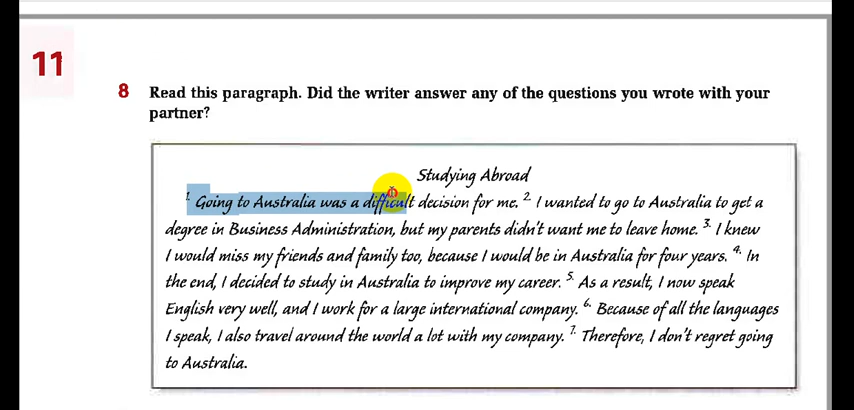 11
8 Read this paragraph. Did the writer answer any of the questions you wrote with your
partner?
Studying Abroad
1. Going to Australia was a difficult decision for me. 2. I wanted to go to Australia to get a
degree in Business Administration, but my parents didn't want me to leave home. 3. I knew
I would miss my friends and family too, because I would be in Australia for four years. 4. In
the end, I decided to study in Australia to improve my career. 5. As a result, I now speak
English very well, and I work for a large international company. 6. Because of all the languages
I speak, I also travel around the world a lot with my company. 7. Therefore, I don't regret going
to Australia.